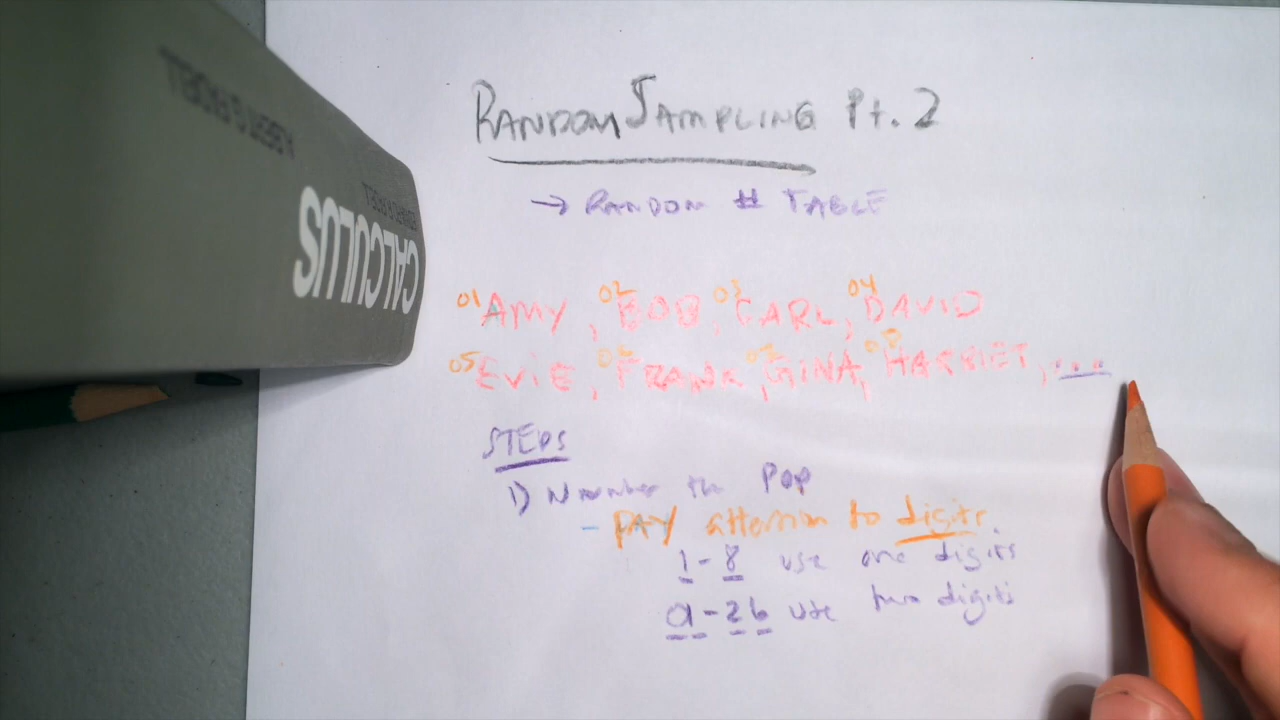 RANDOM SAMPLING Pt. 2
→ RANDOM # TABLE
01 AMY, 02 BOB, 03 CARL, 04 DAVID
05 EVIE, 06 FRANK, 07 GINA, 08 HARRIET, ...
STEPS
1) Number the Pop
- PAY attention to digits.
1-8 use one digits
01-26 use two digits
CALCULUS